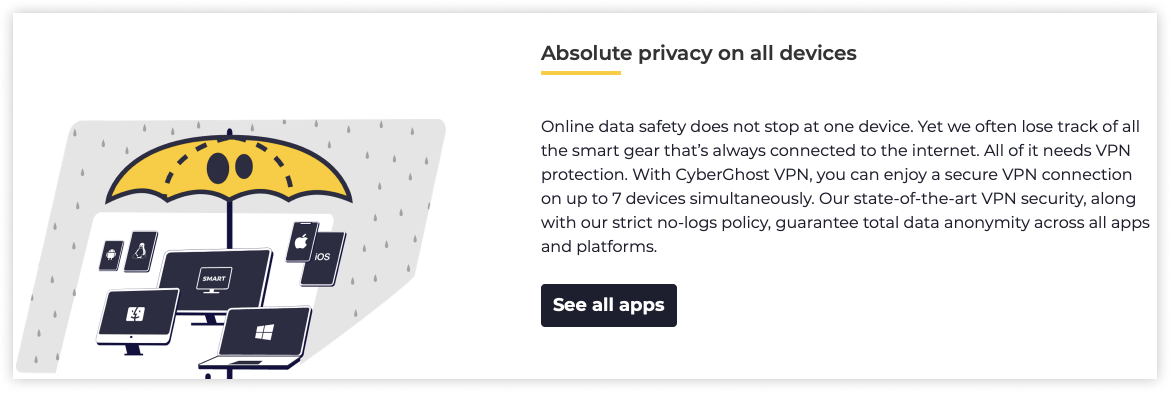 Absolute privacy on all devices
Online data safety does not stop at one device. Yet we often lose track of all
the smart gear that’s always connected to the internet. All of it needs VPN
protection. With CyberGhost VPN, you can enjoy a secure VPN connection
on up to 7 devices simultaneously. Our state-of-the-art VPN security, along
with our strict no-logs policy, guarantee total data anonymity across all apps
and platforms.
See all apps
iOS
SMART